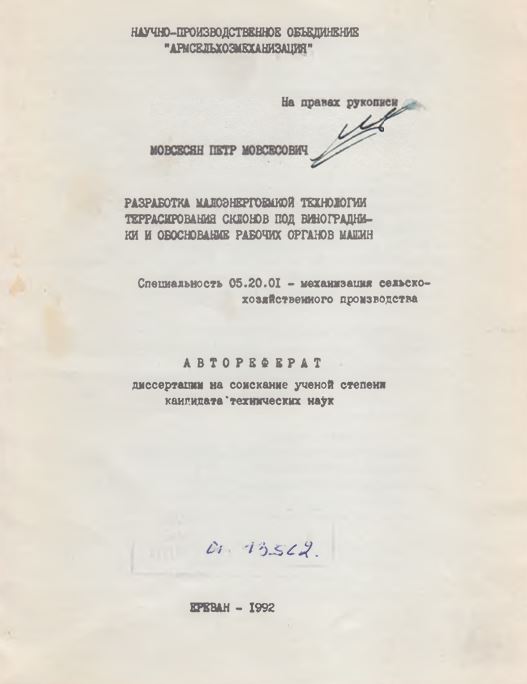 НАУЧНО-ПРОИЗВОДСТВЕННОЕ ОБЪЕДИНЕНИЕ
"АРМСЕЛЬХОЗМЕХАНИЗАЦИЯ"
На правах рукописи
МОВСЕСЯН ПЕТР МОВСЕСОВИЧ
РАЗРАБОТКА МАЛОЭНЕРГОЕМКОЙ ТЕХНОЛОГИИ
ТЕРРАСИРОВАНИЯ СКЛОНОВ ПОД ВИНОГРАДНИ-
КИ И ОБОСНОВАНИЕ РАБОЧИХ ОРГАНОВ МАШИН
Специальность 05.20.01 - механизация сельско-
хозяйственного производства
АВТОРЕФЕРАТ
диссертации на соискание ученой степени
кандидата технических наук
13562.
ЕРЕВАН - 1992